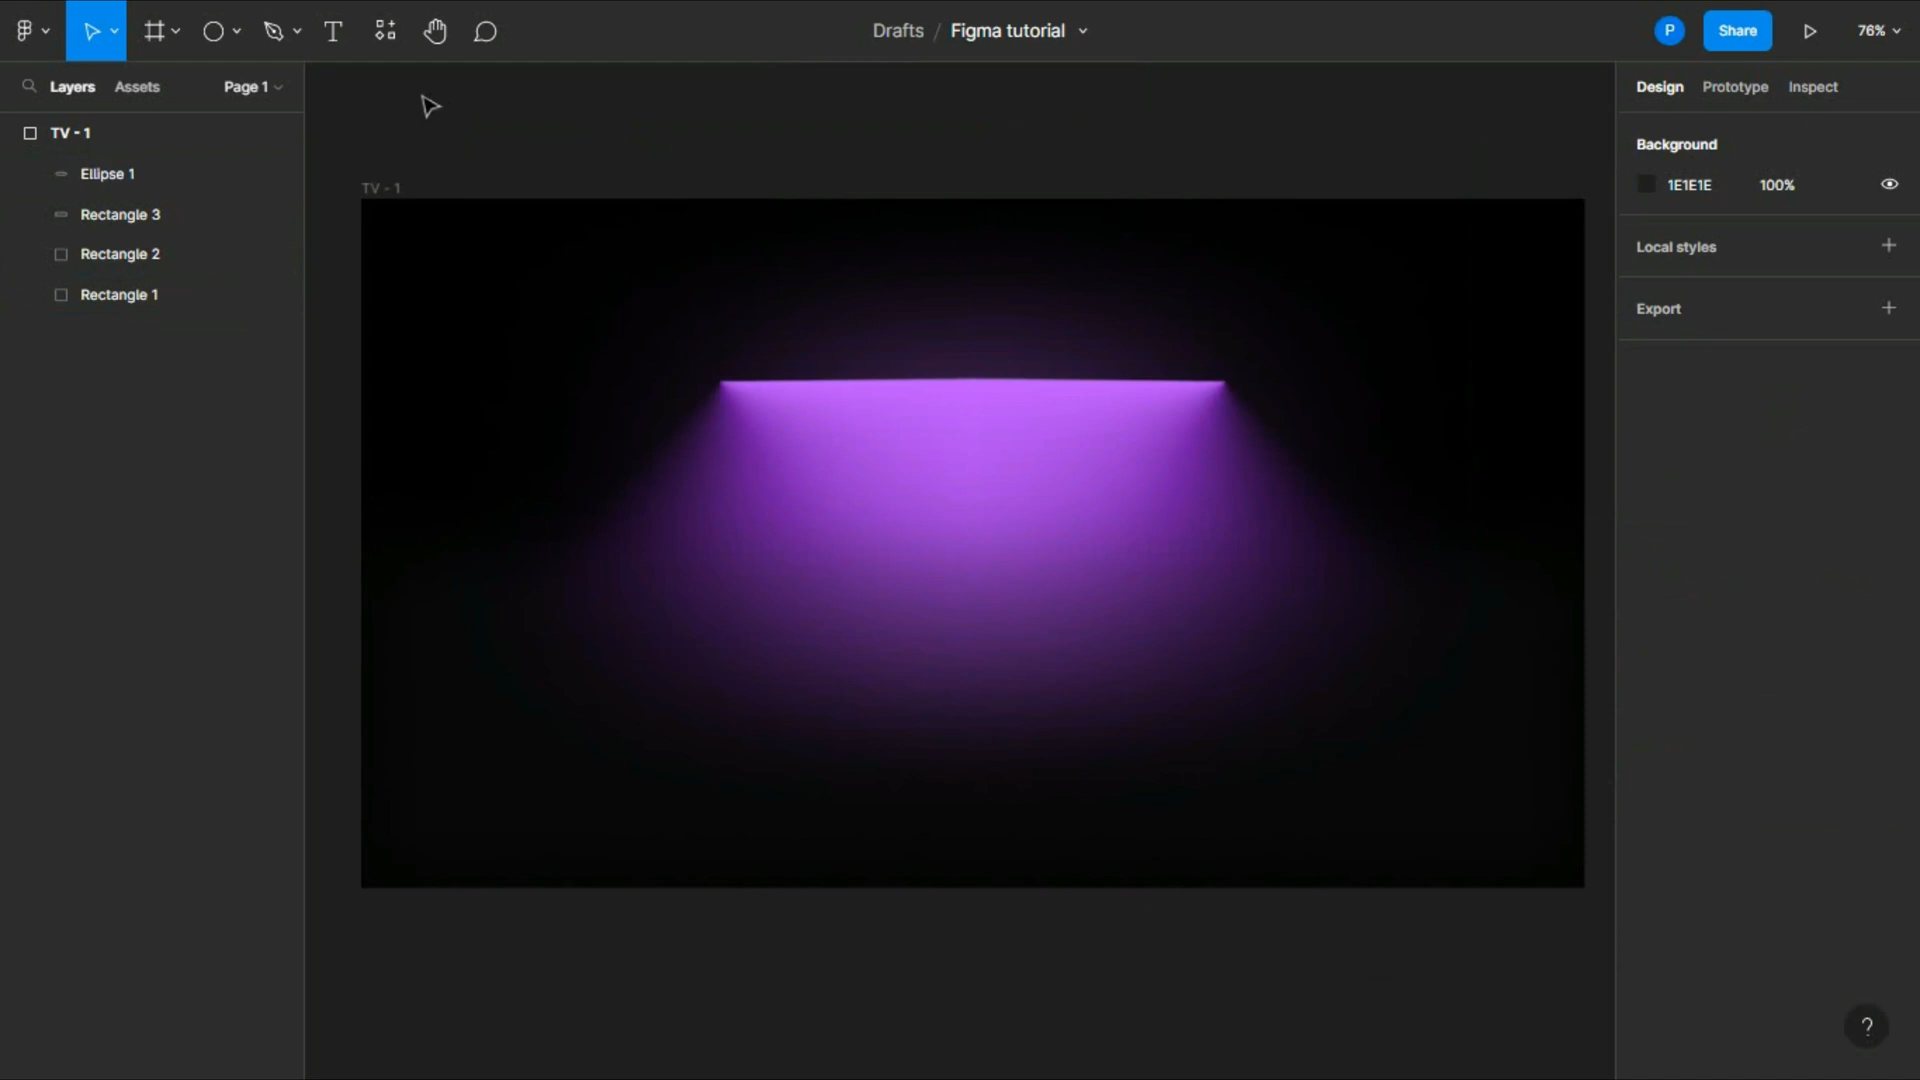 Drafts / Figma tutorial
P
Share
76%
Layers Assets Page 1
TV - 1
Ellipse 1
Rectangle 3
Rectangle 2
Rectangle 1
TV - 1
Design Prototype Inspect
Background
1E1E1E 100%
Local styles
Export
?